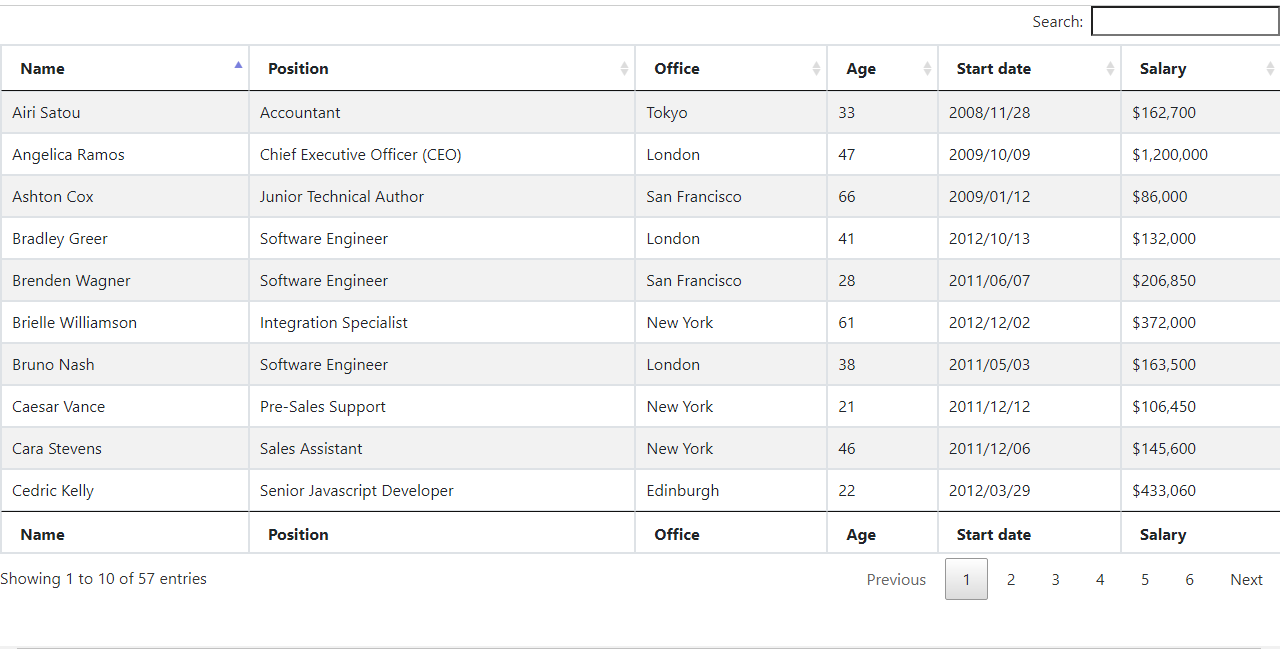 Search:
Name Position Office Age Start date Salary
Airi Satou Accountant Tokyo 33 2008/11/28 $162,700
Angelica Ramos Chief Executive Officer (CEO) London 47 2009/10/09 $1,200,000
Ashton Cox Junior Technical Author San Francisco 66 2009/01/12 $86,000
Bradley Greer Software Engineer London 41 2012/10/13 $132,000
Brenden Wagner Software Engineer San Francisco 28 2011/06/07 $206,850
Brielle Williamson Integration Specialist New York 61 2012/12/02 $372,000
Bruno Nash Software Engineer London 38 2011/05/03 $163,500
Caesar Vance Pre-Sales Support New York 21 2011/12/12 $106,450
Cara Stevens Sales Assistant New York 46 2011/12/06 $145,600
Cedric Kelly Senior Javascript Developer Edinburgh 22 2012/03/29 $433,060
Name Position Office Age Start date Salary
Showing 1 to 10 of 57 entries Previous 1 2 3 4 5 6 Next